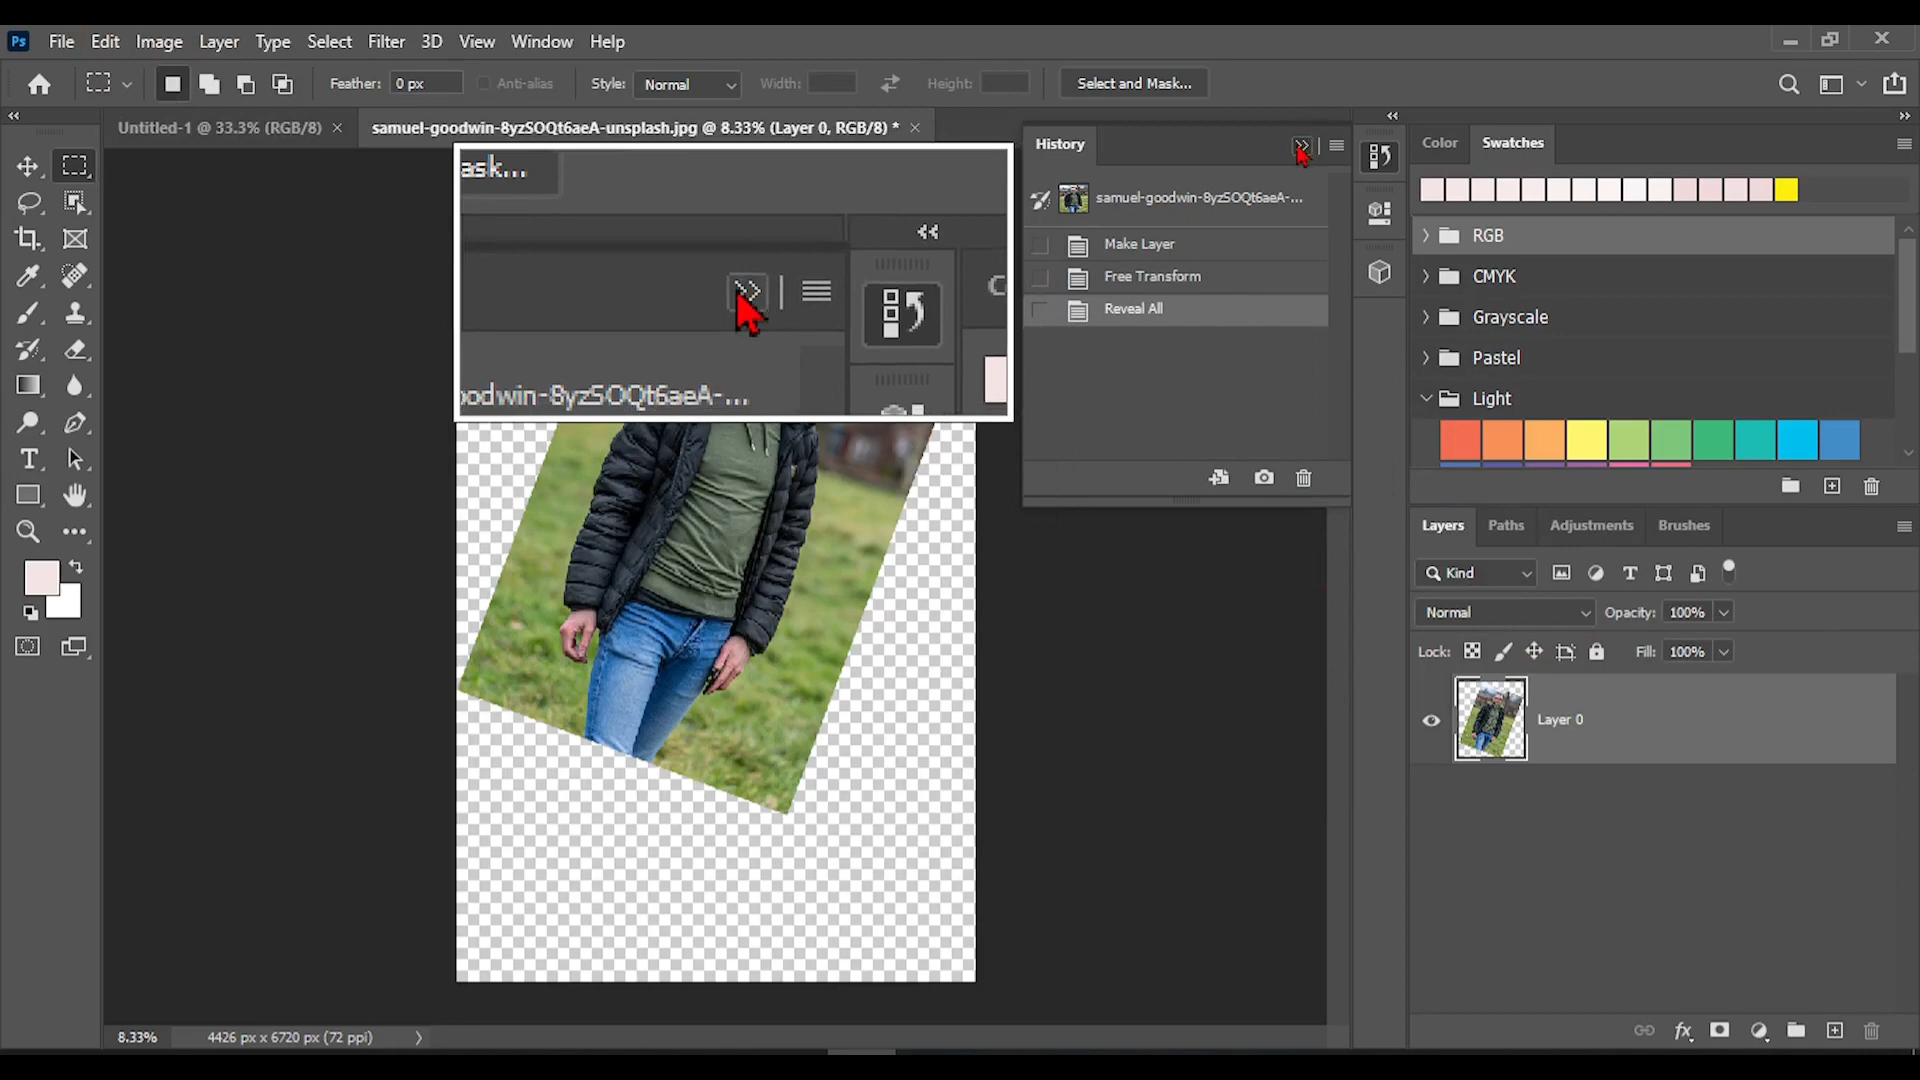 Ps File Edit Image Layer Type Select Filter 3D View Window Help
Feather: 0 px Anti-alias Style: Normal Width: Height: Select and Mask...
Untitled-1 @ 33.3% (RGB/8) samuel-goodwin-8yzSOQt6aeA-unsplash.jpg @ 8.33% (Layer 0, RGB/8) *
ask...
oodwin-8yzSOQt6aeA-...
History
samuel-goodwin-8yzSOQt6aeA-...
Make Layer
Free Transform
Reveal All
Color Swatches
RGB
CMYK
Grayscale
Pastel
Light
Layers Paths Adjustments Brushes
Kind
Normal Opacity: 100%
Lock: Fill: 100%
Layer 0
fx
8.33% 4426 px x 6720 px (72 ppi)